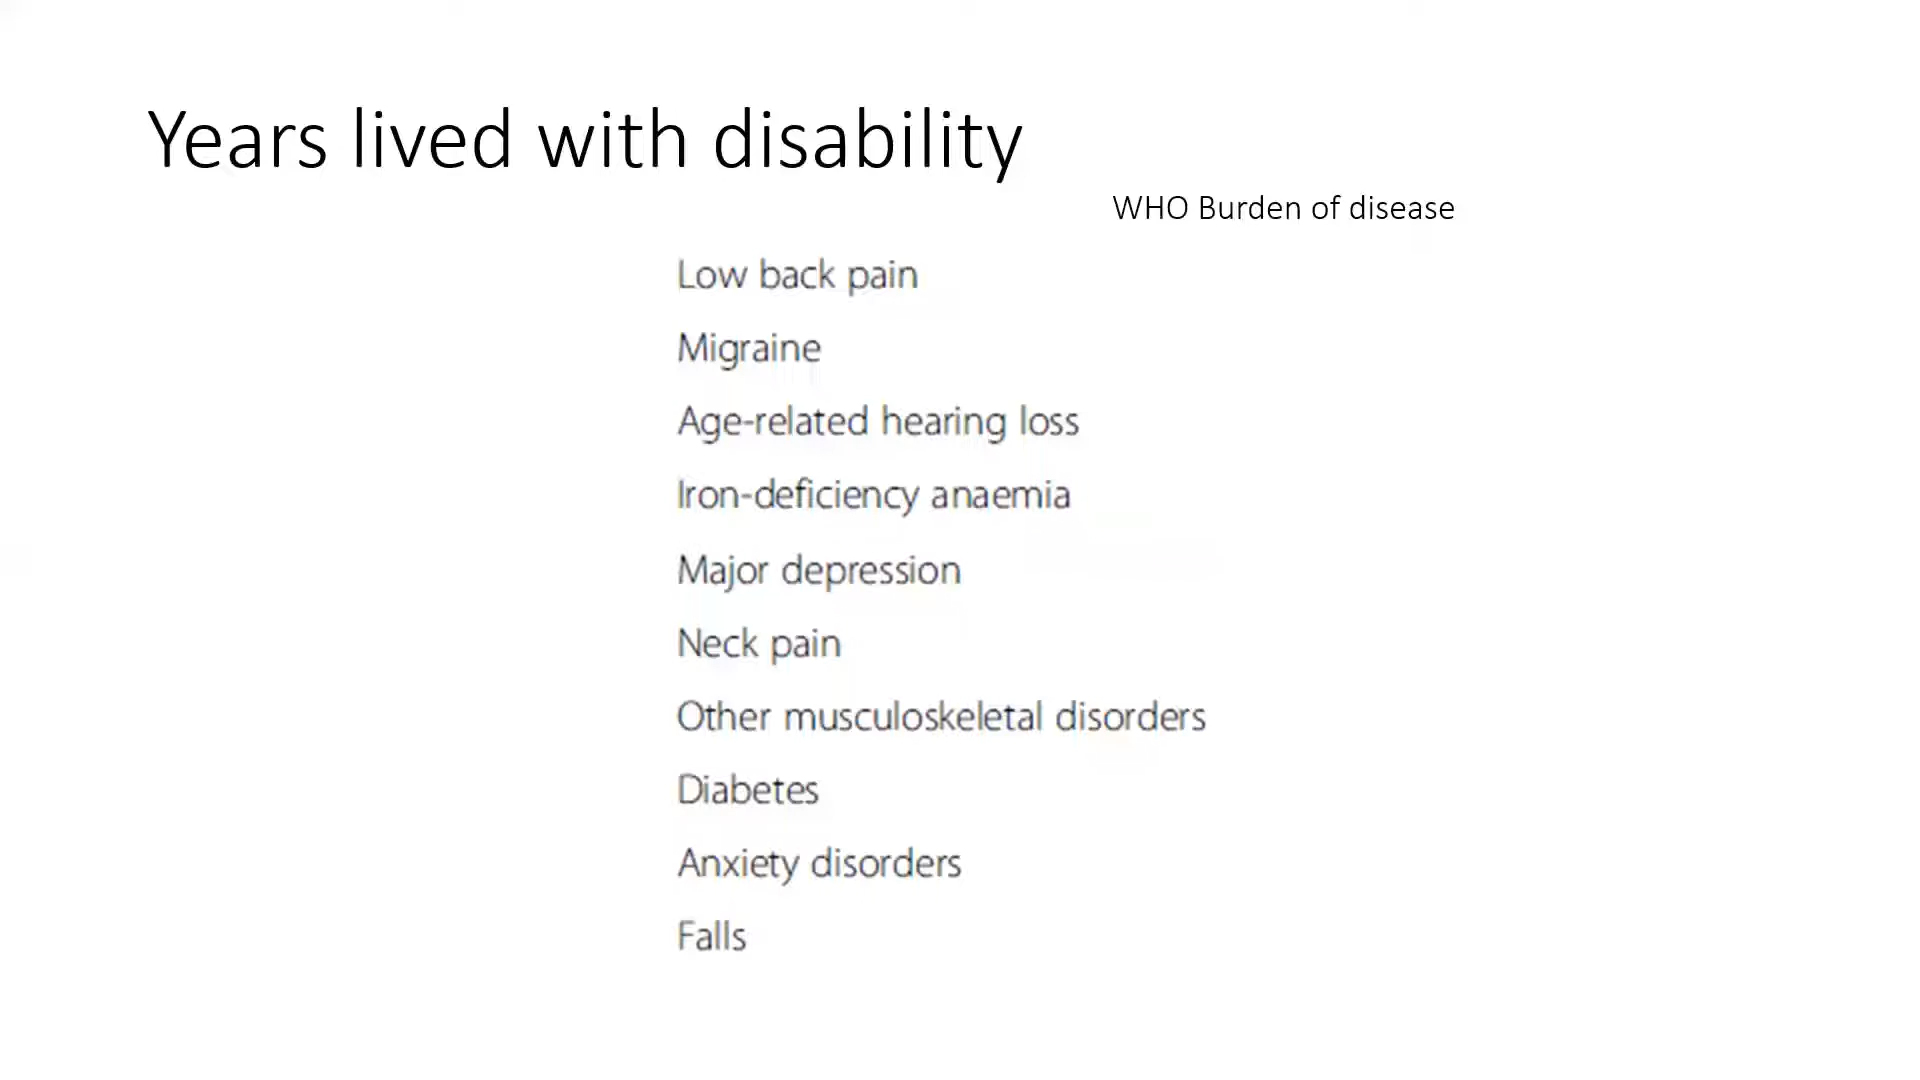 Years lived with disability
WHO Burden of disease
Low back pain
Migraine
Age-related hearing loss
Iron-deficiency anaemia
Major depression
Neck pain
Other musculoskeletal disorders
Diabetes
Anxiety disorders
Falls